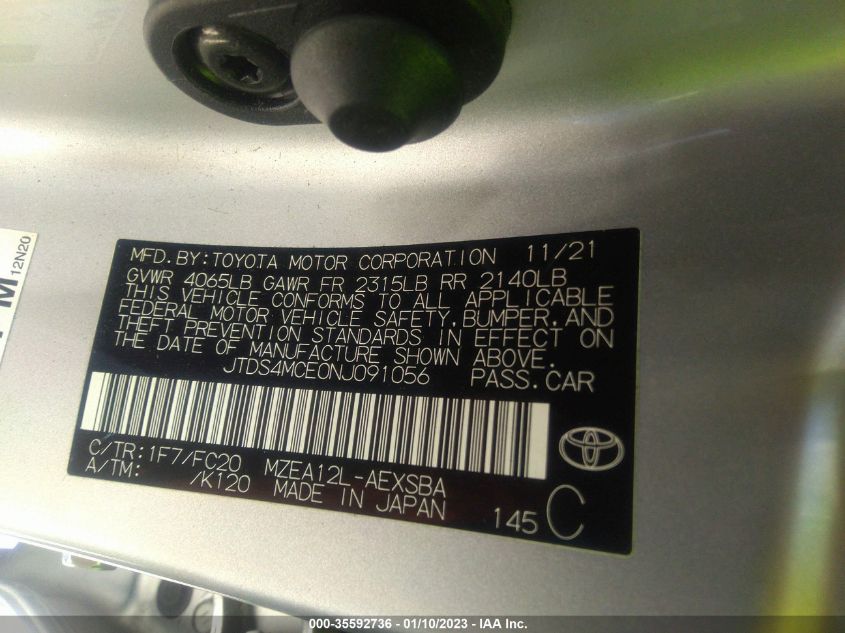 MFD. BY: TOYOTA MOTOR CORPORATION 11/21
GVWR 4065LB GAWR FR 2315LB RR 2140LB
THIS VEHICLE CONFORMS TO ALL APPLICABLE
FEDERAL MOTOR VEHICLE SAFETY, BUMPER, AND
THEFT PREVENTION STANDARDS IN EFFECT ON
THE DATE OF MANUFACTURE SHOWN ABOVE.
JTDS4MCE0NJ091056 PASS.CAR
C/TR: 1F7/FC20 MZEA12L-AEXSBA
A/TM: /K120 MADE IN JAPAN
145 C
12N20
M
000-35592736 - 01/10/2023 - IAA Inc.